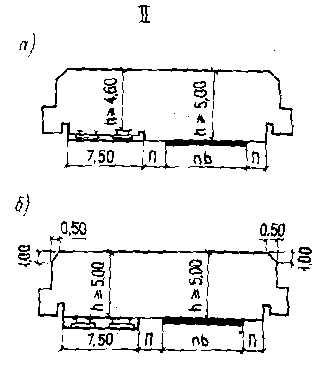 II
а)
h ≥ 4,60
h ≥ 5,00
7,50 П nb П
б)
0,50 0,50
1,00 1,00
h ≥ 5,00
h ≥ 5,00
7,50 П nb П